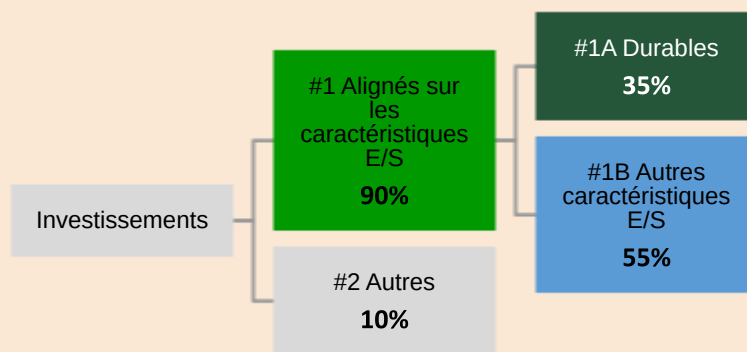 Investissements
#1 Alignés sur
les
caractéristiques
E/S
90%
#2 Autres
10%
#1A Durables
35%
#1B Autres
caractéristiques
E/S
55%